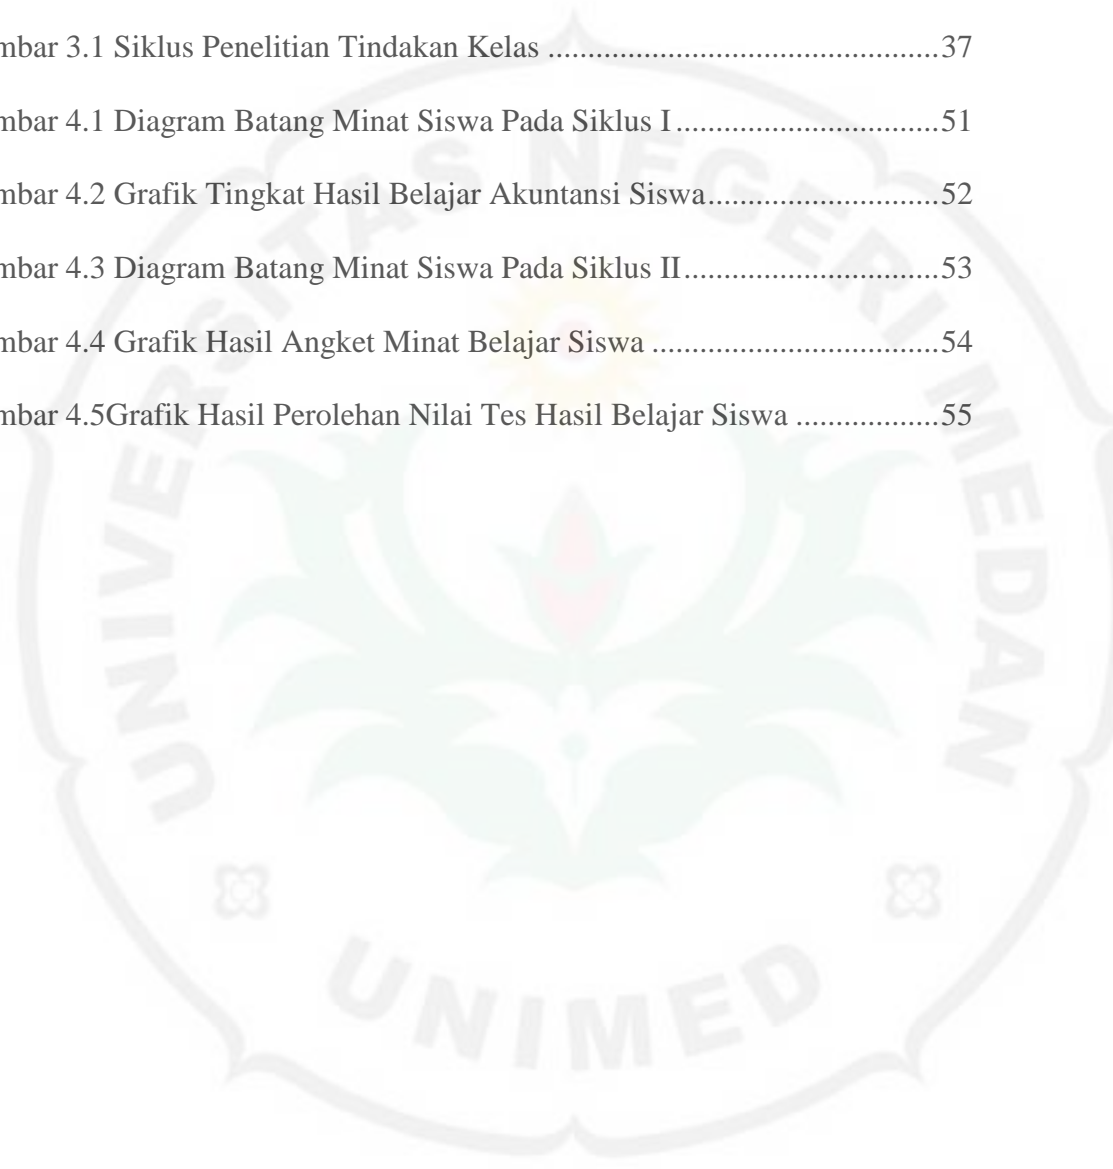 mbar 3.1 Siklus Penelitian Tindakan Kelas ..........................................37
mbar 4.1 Diagram Batang Minat Siswa Pada Siklus I............................51
mbar 4.2 Grafik Tingkat Hasil Belajar Akuntansi Siswa.........................52
mbar 4.3 Diagram Batang Minat Siswa Pada Siklus II...........................53
mbar 4.4 Grafik Hasil Angket Minat Belajar Siswa ...............................54
mbar 4.5Grafik Hasil Perolehan Nilai Tes Hasil Belajar Siswa ..................55
UNIVERSITAS NEGERI MEDAN
UNIMED